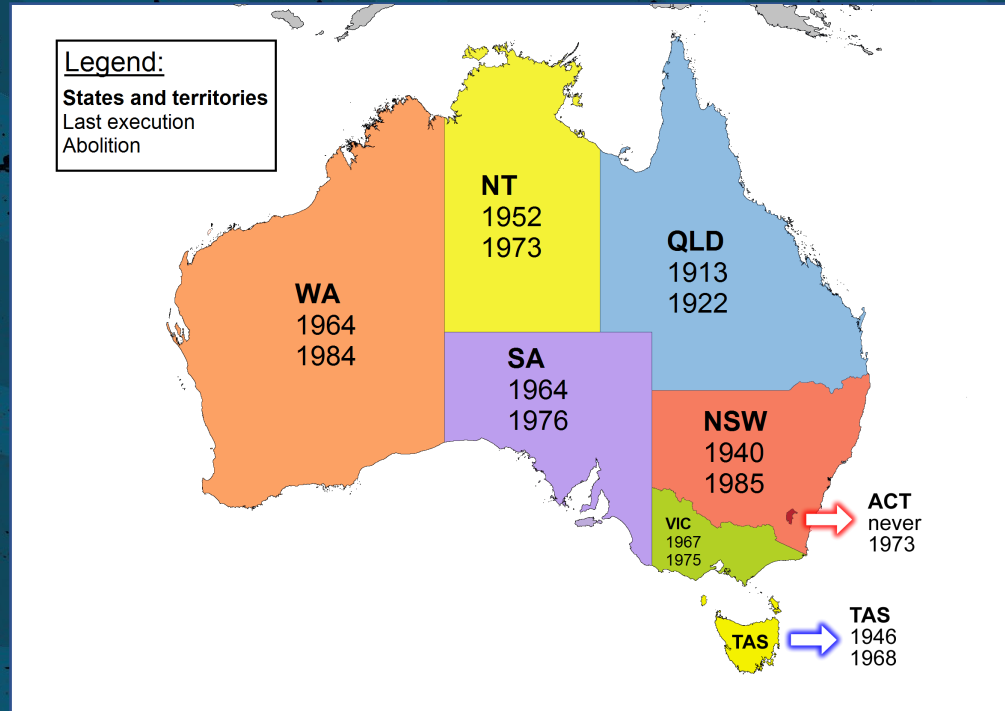 Legend:
States and territories
Last execution
Abolition
NT
1952
1973
QLD
1913
1922
WA
1964
1984
SA
1964
1976
NSW
1940
1985
ACT
never
1973
VIC
1967
1975
TAS
TAS
1946
1968